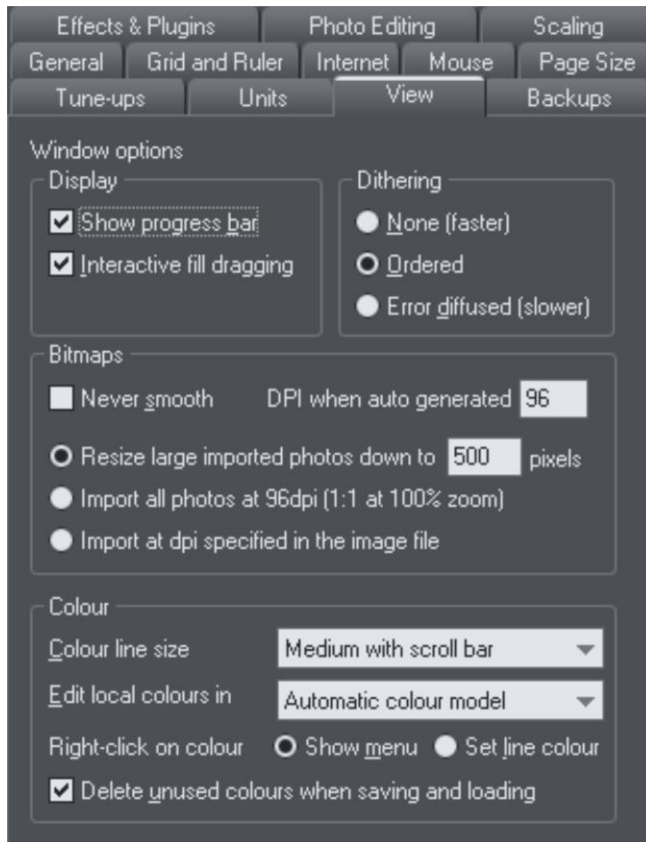 Effects & Plugins Photo Editing Scaling
General Grid and Ruler Internet Mouse Page Size
Tune-ups Units View Backups
Window options
Display
Show progress bar
Interactive fill dragging
Dithering
None (faster)
Ordered
Error diffused (slower)
Bitmaps
Never smooth DPI when auto generated 96
Resize large imported photos down to 500 pixels
Import all photos at 96dpi (1:1 at 100% zoom)
Import at dpi specified in the image file
Colour
Colour line size Medium with scroll bar
Edit local colours in Automatic colour model
Right-click on colour Show menu Set line colour
Delete unused colours when saving and loading